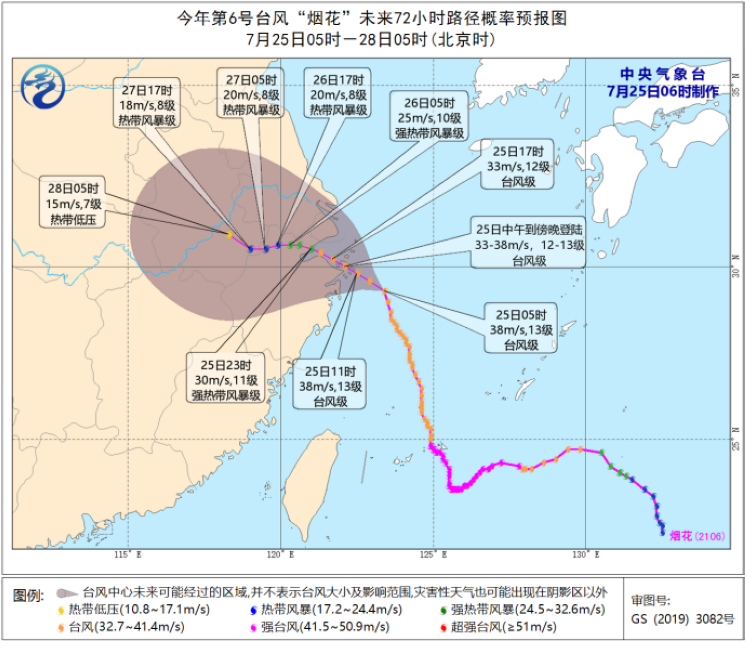 今年第6号台风“烟花”未来72小时路径概率预报图
7月25日05时－28日05时(北京时)
中央气象台
7月25日06时制作
27日17时
18m/s,8级
热带风暴级
27日05时
20m/s,8级
热带风暴级
26日17时
20m/s,8级
热带风暴级
26日05时
25m/s,10级
强热带风暴级
25日17时
33m/s,12级
台风级
28日05时
15m/s,7级
热带低压
25日中午到傍晚登陆
33-38m/s, 12-13级
台风级
25日05时
38m/s,13级
台风级
25日23时
30m/s,11级
强热带风暴级
25日11时
38m/s,13级
台风级
35°N
30°N
25°N
烟花(2106)
115°E
120°E
125°E
130°E
图例:
台风中心未来可能经过的区域,并不表示台风大小及影响范围,灾害性天气也可能出现在阴影区以外
热带低压(10.8~17.1m/s)
热带风暴(17.2~24.4m/s)
强热带风暴(24.5~32.6m/s)
台风(32.7~41.4m/s)
强台风(41.5~50.9m/s)
超强台风(≥51m/s)
审图号:
GS (2019) 3082号